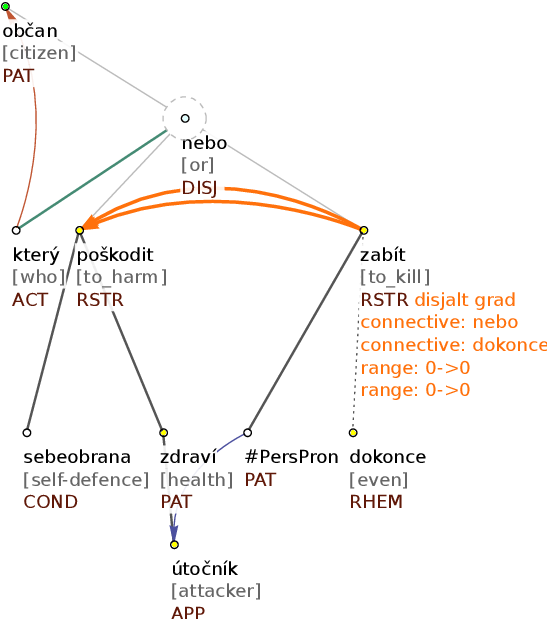 občan
[citizen]
PAT
nebo
[or]
DISJ
který
[who]
ACT
poškodit
[to_harm]
RSTR
zabít
[to_kill]
RSTR disjalt grad
connective: nebo
connective: dokonce
range: 0->0
range: 0->0
sebeobrana
[self-defence]
COND
zdraví
[health]
PAT
#PersPron
PAT
dokonce
[even]
RHEM
útočník
[attacker]
APP